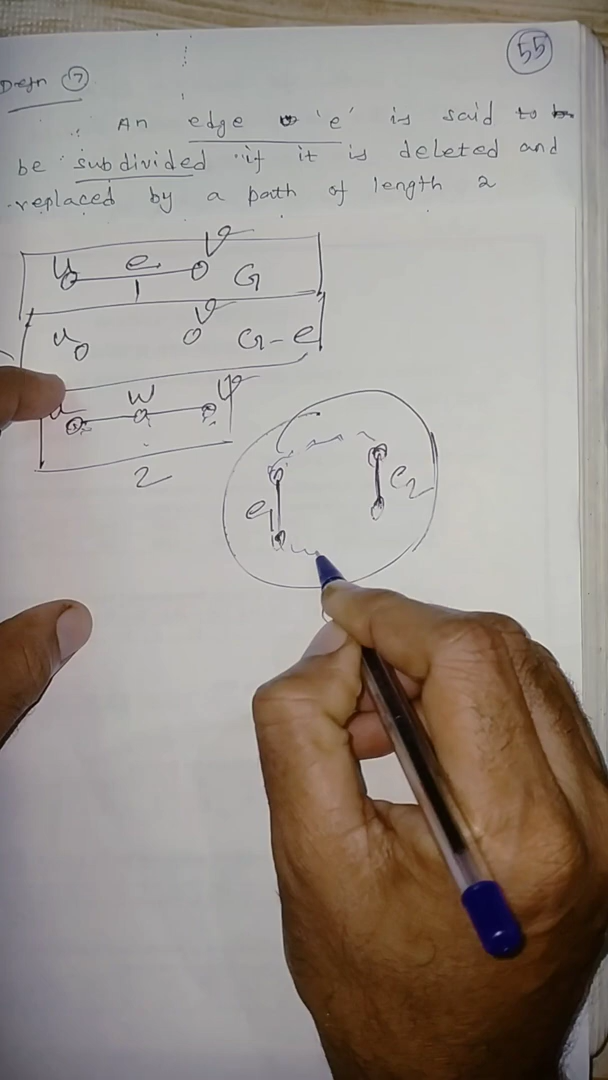 55
Defn 7
An edge 'e' is said to be
be subdivided if it is deleted and
replaced by a path of length 2
u e v
1 G
u v G-e
u w v
2
e1 e2